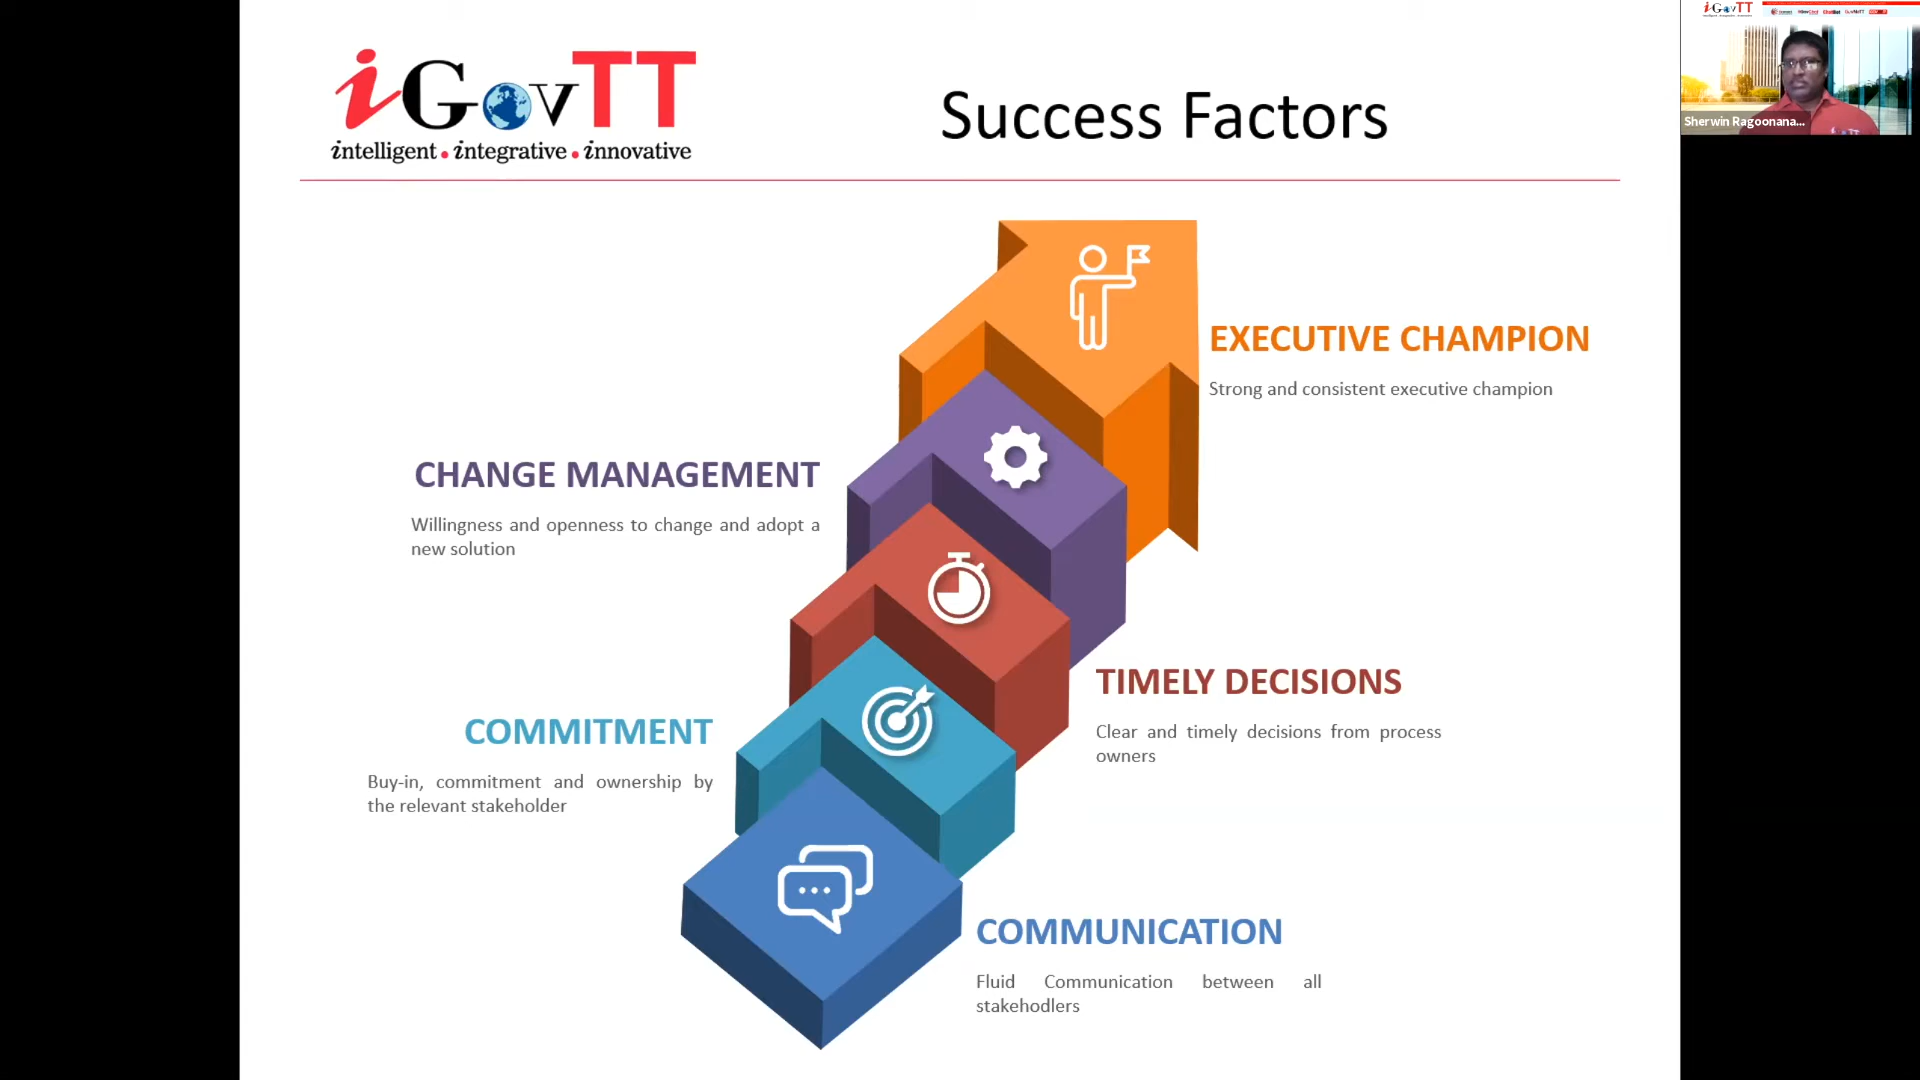 iGovTT
intelligent • integrative • innovative
Success Factors
iGovTT
Sherwin Ragoonana...
EXECUTIVE CHAMPION
Strong and consistent executive champion
CHANGE MANAGEMENT
Willingness and openness to change and adopt a
new solution
TIMELY DECISIONS
Clear and timely decisions from process
owners
COMMITMENT
Buy-in, commitment and ownership by
the relevant stakeholder
COMMUNICATION
Fluid Communication between all
stakehodlers